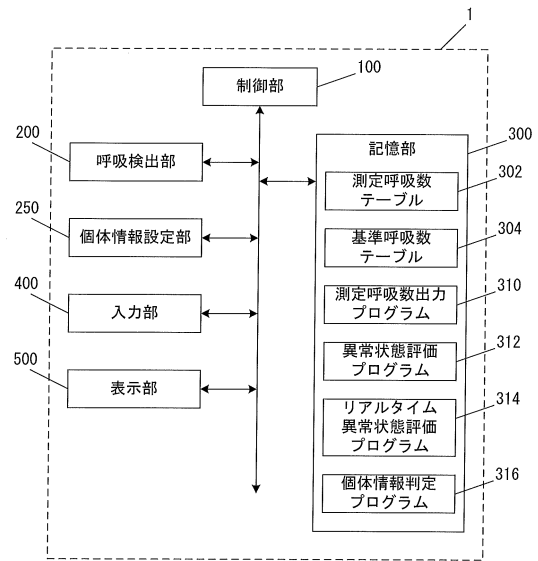 1
制御部
100
200
呼吸検出部
250
個体情報設定部
400
入力部
500
表示部
記憶部
300
測定呼吸数
テーブル
302
基準呼吸数
テーブル
304
測定呼吸数出力
プログラム
310
異常状態評価
プログラム
312
リアルタイム
異常状態評価
プログラム
314
個体情報判定
プログラム
316